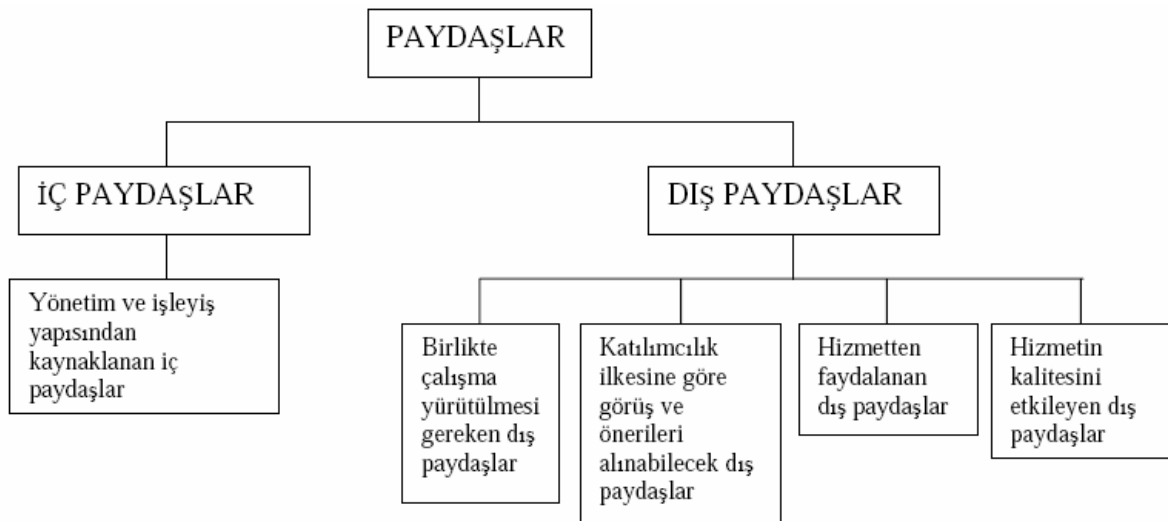 PAYDAŞLAR
İÇ PAYDAŞLAR
DIŞ PAYDAŞLAR
Yönetim ve işleyiş
yapısından
kaynaklanan iç
paydaşlar
Birlikte
çalışma
yürütülmesi
gereken dış
paydaşlar
Katılımcılık
ilkesine göre
görüş ve
önerileri
alınabilecek dış
paydaşlar
Hizmetten
faydalanan
dış paydaşlar
Hizmetin
kalitesini
etkileyen dış
paydaşlar